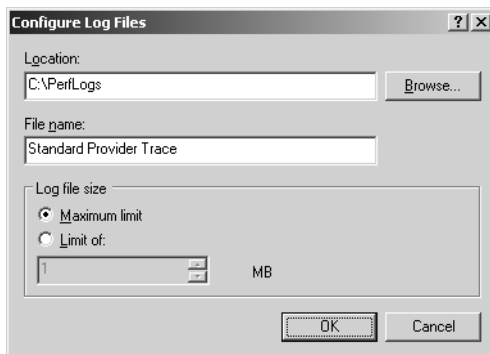 Configure Log Files
Location:
C:\PerfLogs
Browse...
File name:
Standard Provider Trace
Log file size
Maximum limit
Limit of:
1
MB
OK
Cancel